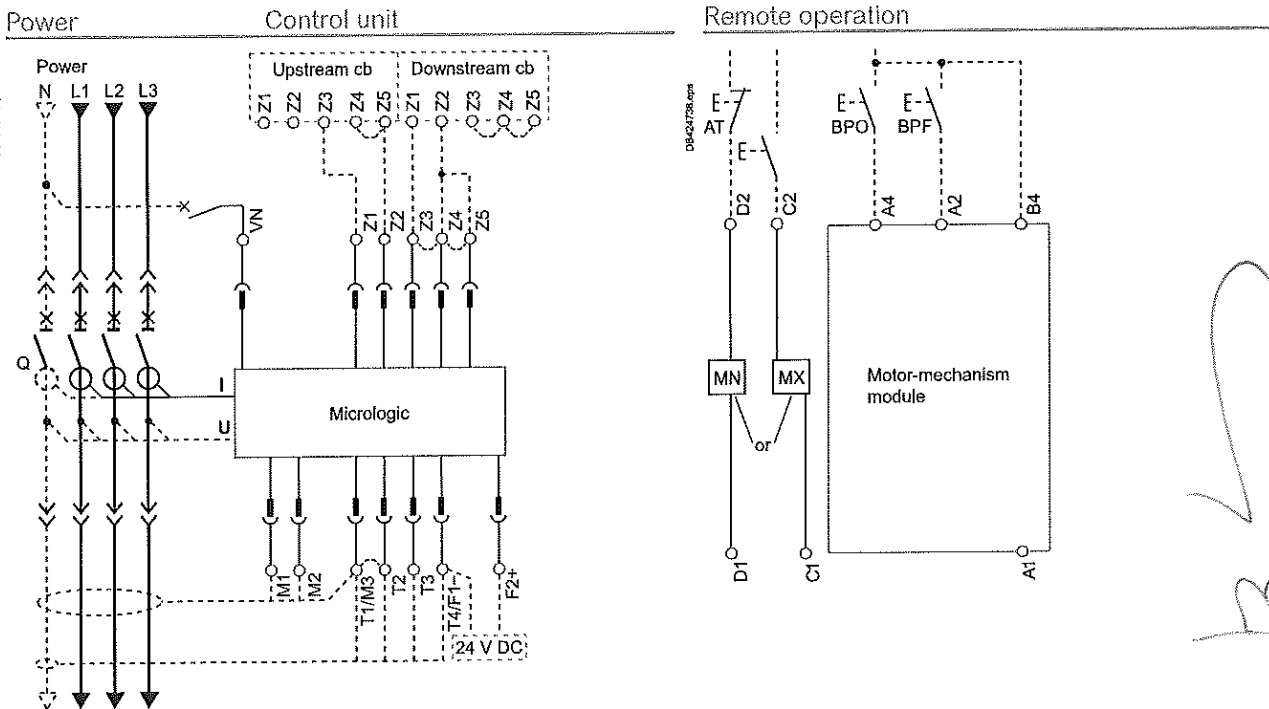 Power
Control unit
Remote operation
Power
N L1 L2 L3
Upstream cb
Downstream cb
Z1 Z2 Z3 Z4 Z5 Z1 Z2 Z3 Z4 Z5
DB424738.eps
AT
BPO
BPF
VN
Z1 Z2 Z3 Z4 Z5
D2 C2 A4 A2 B4
Q
I
U
Micrologic
MN
MX
or
Motor-mechanism
module
M1 M2 T1/M3 T2 T3 T4/F1– F2+
D1 C1 A1
24 V DC